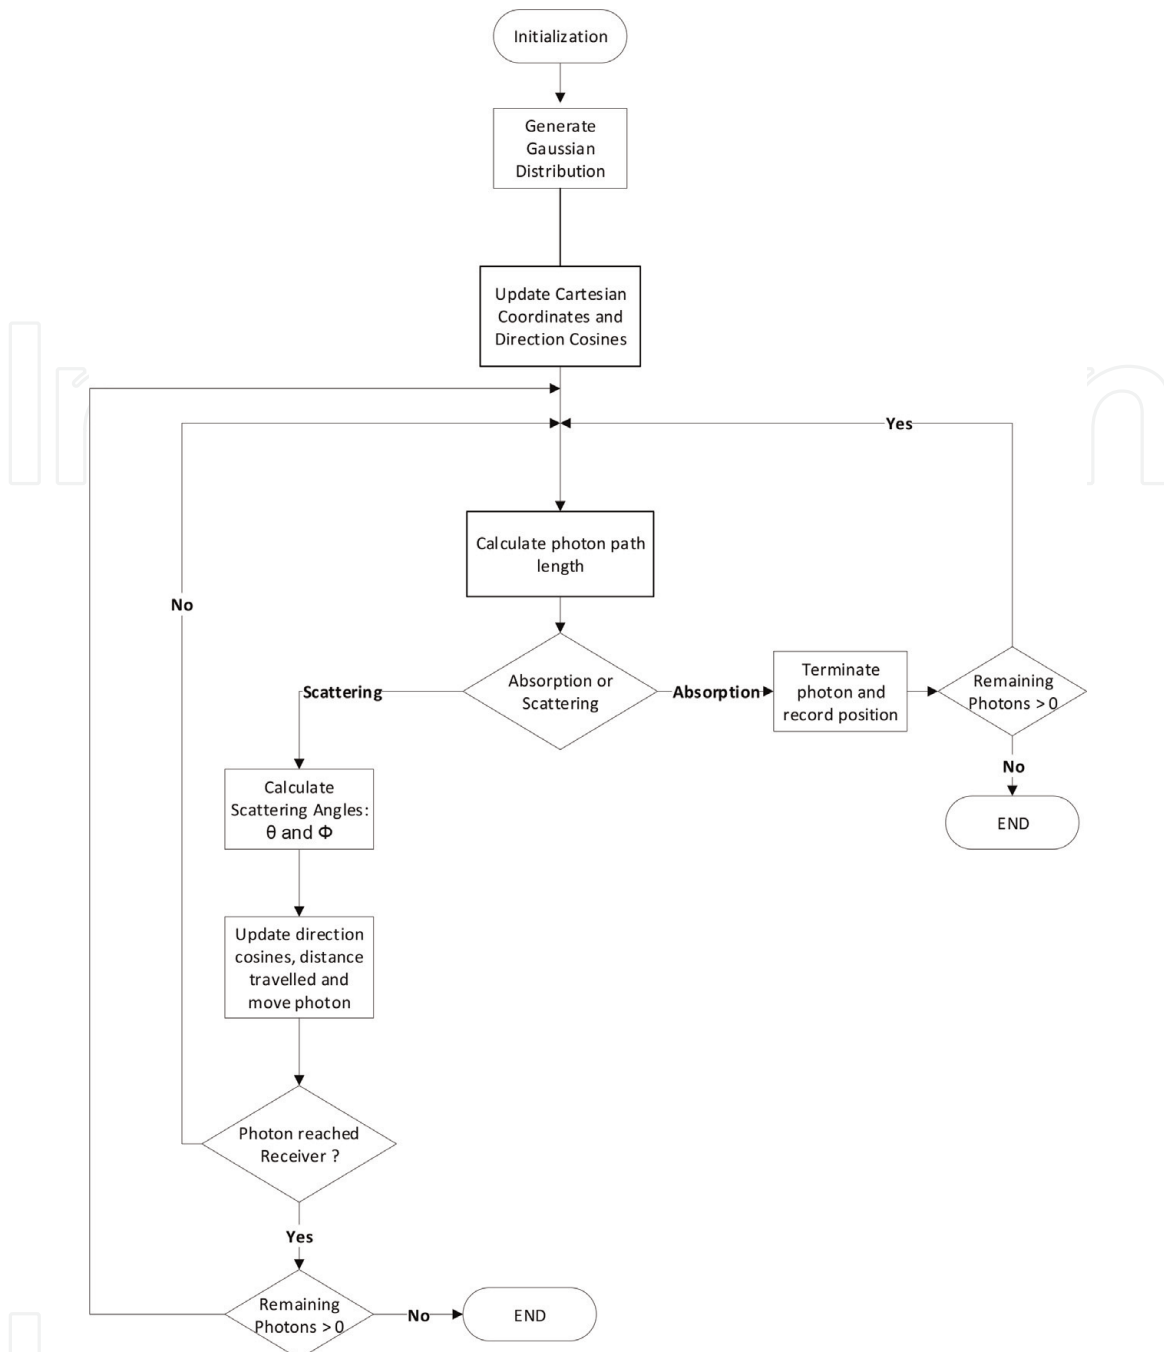 Initialization
Generate
Gaussian
Distribution
Update Cartesian
Coordinates and
Direction Cosines
Yes
Calculate photon path
length
No
Absorption or
Scattering
Scattering
Absorption
Terminate
photon and
record position
Remaining
Photons > 0
No
END
Calculate
Scattering Angles:
θ and Φ
Update direction
cosines, distance
travelled and
move photon
Photon reached
Receiver ?
Yes
Remaining
Photons > 0
No
END